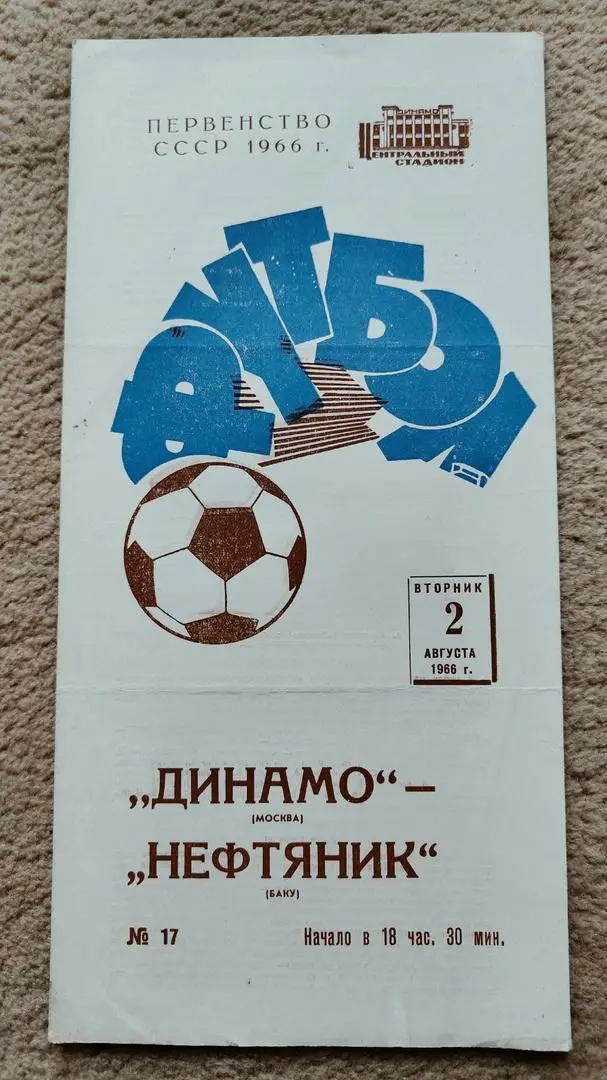 ПЕРВЕНСТВО
СССР 1966 г.
ДИНАМО
ЦЕНТРАЛЬНЫЙ
СТАДИОН
ФУТБОЛ
ВТОРНИК
2
АВГУСТА
1966 г.
„ДИНАМО“ –
(МОСКВА)
„НЕФТЯНИК“
(БАКУ)
№ 17
Начало в 18 час. 30 мин.